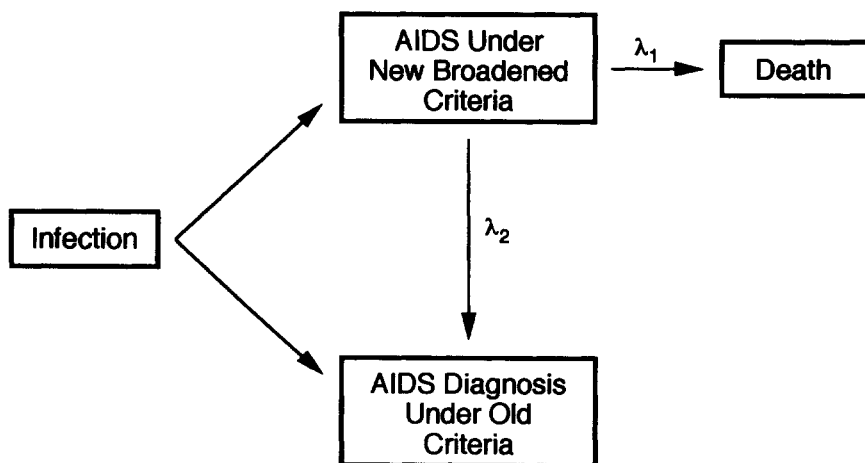 AIDS Under
New Broadened
Criteria
λ1
Death
Infection
λ2
AIDS Diagnosis
Under Old
Criteria